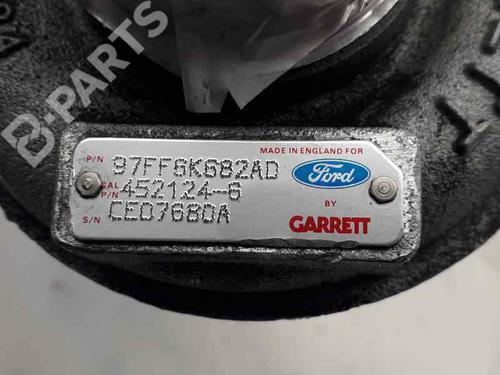 B-PARTS
MADE IN ENGLAND FOR
P/N 97FF6K682AD
Ford
GAL P/N 452124-6
BY
S/N CE07680A
GARRETT